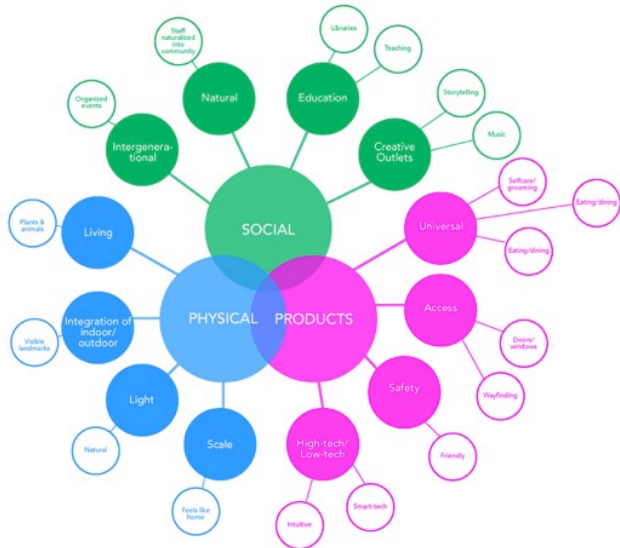 Staff
naturalized
into
community
Libraries
Teaching
Organized
events
Natural
Education
Storytelling
Intergenera-
tional
Creative
Outlets
Music
Selfcare/
grooming
Plants &
animals
Living
SOCIAL
Universal
Eating/dining
Eating/dining
Visible
landmarks
Integration of
indoor/
outdoor
PHYSICAL
PRODUCTS
Access
Doors/
windows
Light
Safety
Wayfinding
Natural
Scale
High-tech/
Low-tech
Friendly
Feels like
home
Intuitive
Smart-tech